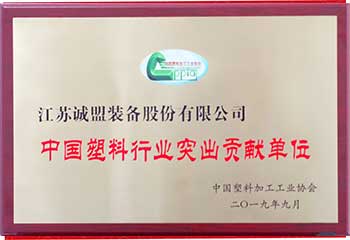 cppia
江苏诚盟装备股份有限公司
中国塑料行业突出贡献单位
中国塑料加工工业协会
二〇一九年九月